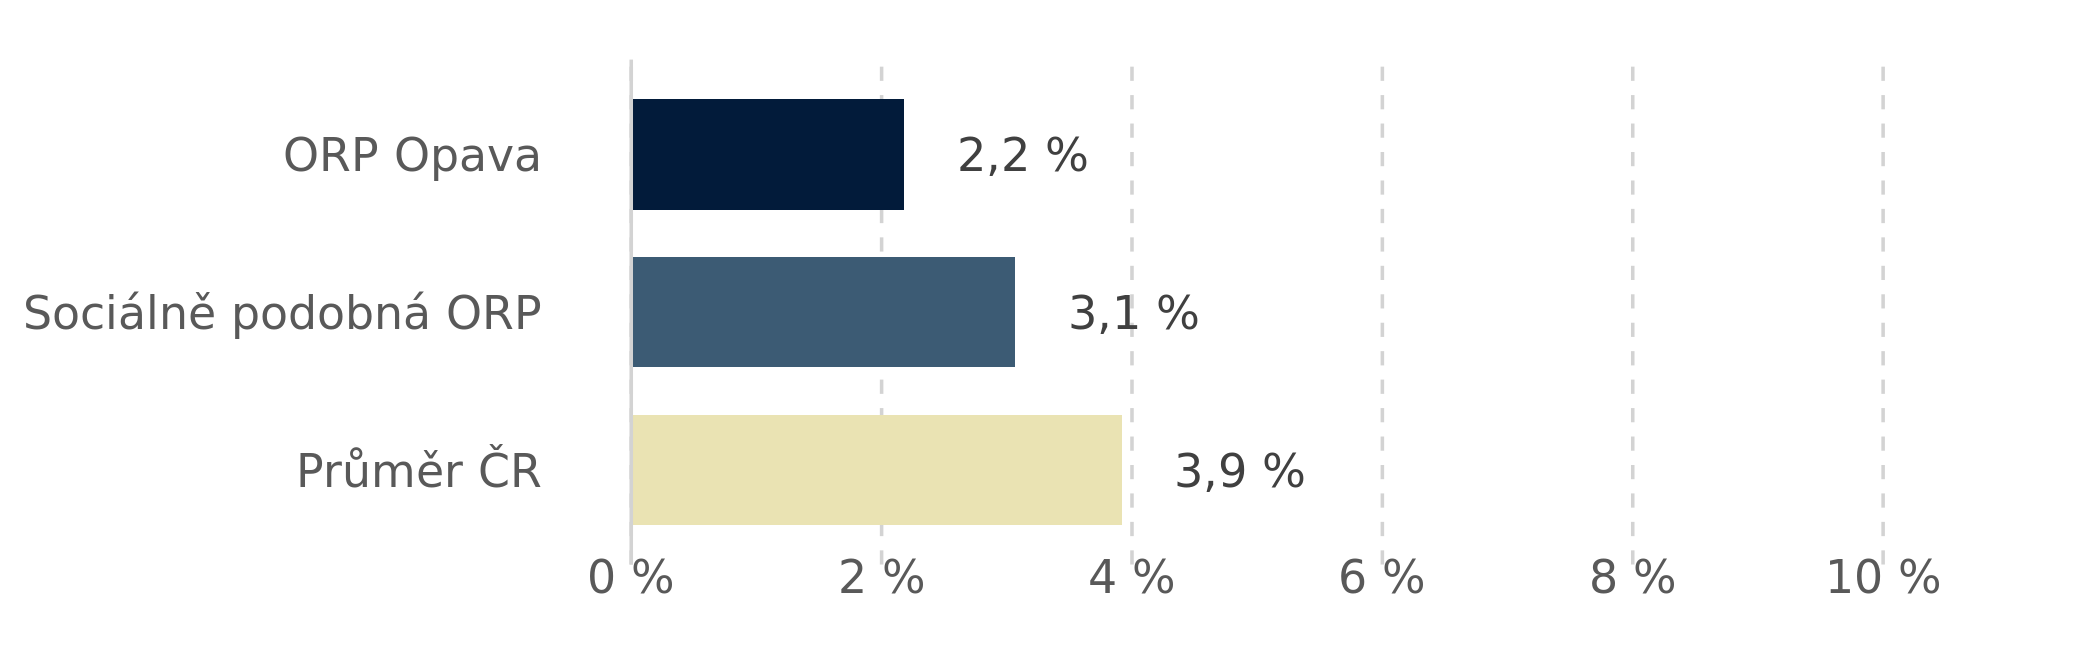 ORP Opava 2,2 %
Sociálně podobná ORP 3,1 %
Průměr ČR 3,9 %
0 % 2 % 4 % 6 % 8 % 10 %